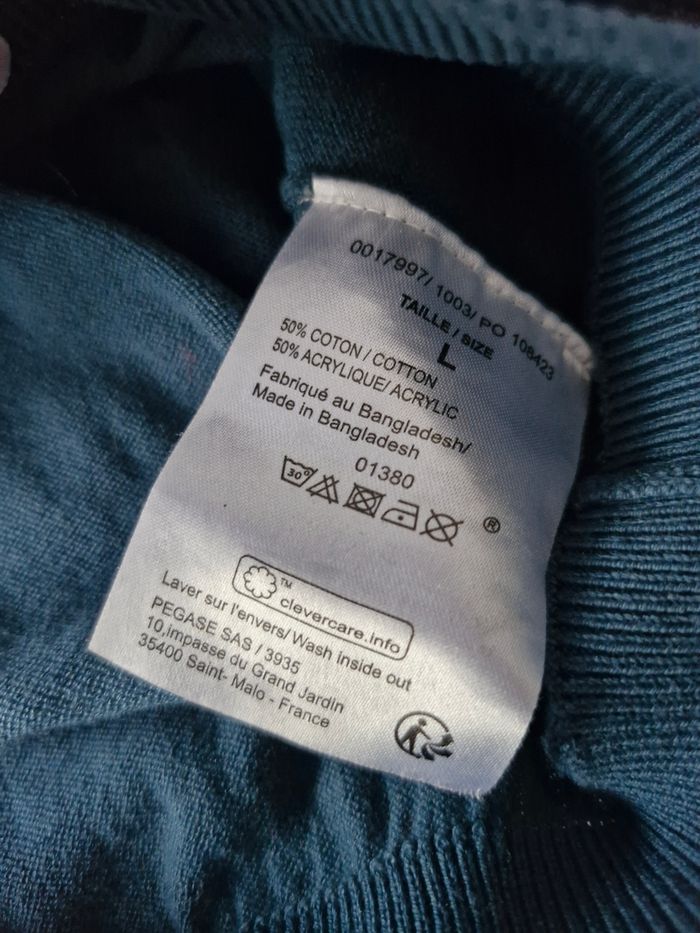 0017997/ 1003/ PO 108423
TAILLE / SIZE
L
50% COTON / COTTON
50% ACRYLIQUE/ ACRYLIC
Fabriqué au Bangladesh/
Made in Bangladesh
01380
30°
®
™
clevercare.info
Laver sur l'envers/ Wash inside out
PEGASE SAS / 3935
10,impasse du Grand Jardin
35400 Saint- Malo - France